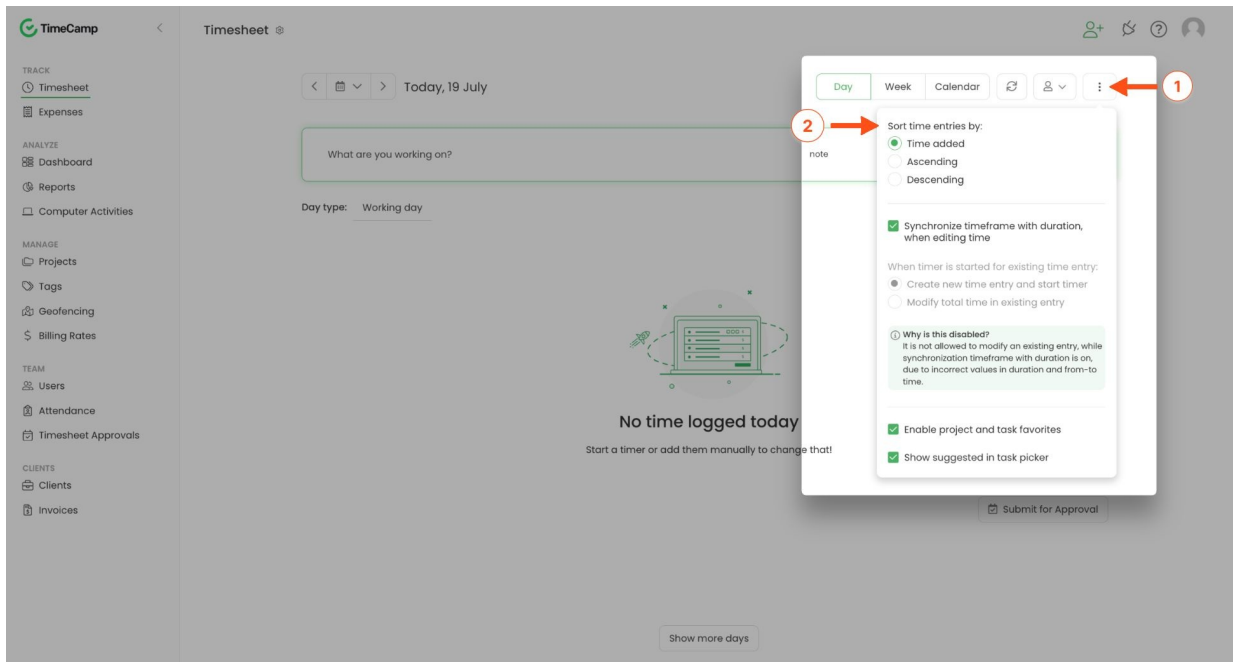 TimeCamp
Timesheet
TRACK
Timesheet
Expenses
ANALYZE
Dashboard
Reports
Computer Activities
MANAGE
Projects
Tags
Geofencing
$ Billing Rates
TEAM
Users
Attendance
Timesheet Approvals
CLIENTS
Clients
Invoices
Today, 19 July
Day Week Calendar
1
2
What are you working on?
note
Day type: Working day
No time logged today
Start a timer or add them manually to change that!
Sort time entries by:
Time added
Ascending
Descending
Synchronize timeframe with duration,
when editing time
When timer is started for existing time entry:
Create new time entry and start timer
Modify total time in existing entry
Why is this disabled?
It is not allowed to modify an existing entry, while
synchronization timeframe with duration is on,
due to incorrect values in duration and from-to
time.
Enable project and task favorites
Show suggested in task picker
Submit for Approval
Show more days